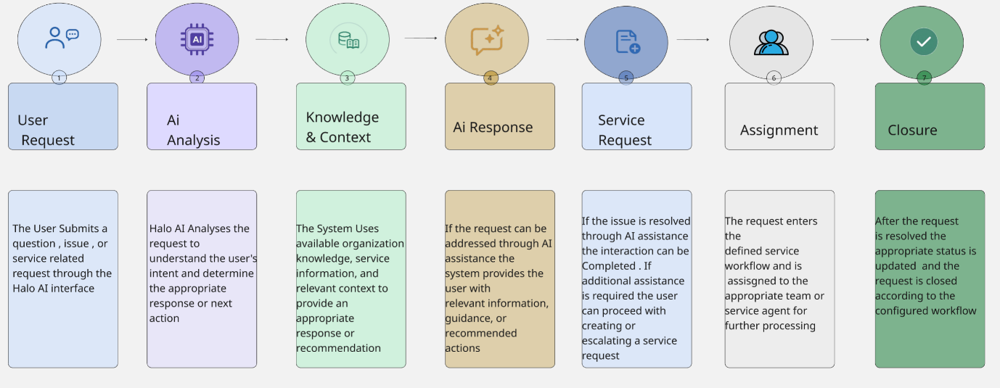 AI
1
2
3
4
5
6
7
User
Request
Ai
Analysis
Knowledge
& Context
Ai Response
Service
Request
Assignment
Closure
The User Submits a
question , issue , or
service related
request through the
Halo AI interface
Halo AI Analyses the
request to
understand the user's
intent and determine
the appropriate
response or next
action
The System Uses
available organization
knowledge, service
information, and
relevant context to
provide an
appropriate
response or
recommendation
If the request can be
addressed through AI
assistance the
system provides the
user with
relevant information,
guidance, or
recommended
actions
If the issue is resolved
through AI assistance
the interaction can be
Completed . If
additional assistance
is required the user
can proceed with
creating or
escalating a service
request
The request enters
the
defined service
workflow and is
assigned to the
appropriate team or
service agent for
further processing
After the request
is resolved the
appropriate status is
updated  and the
request is closed
according to the
configured workflow